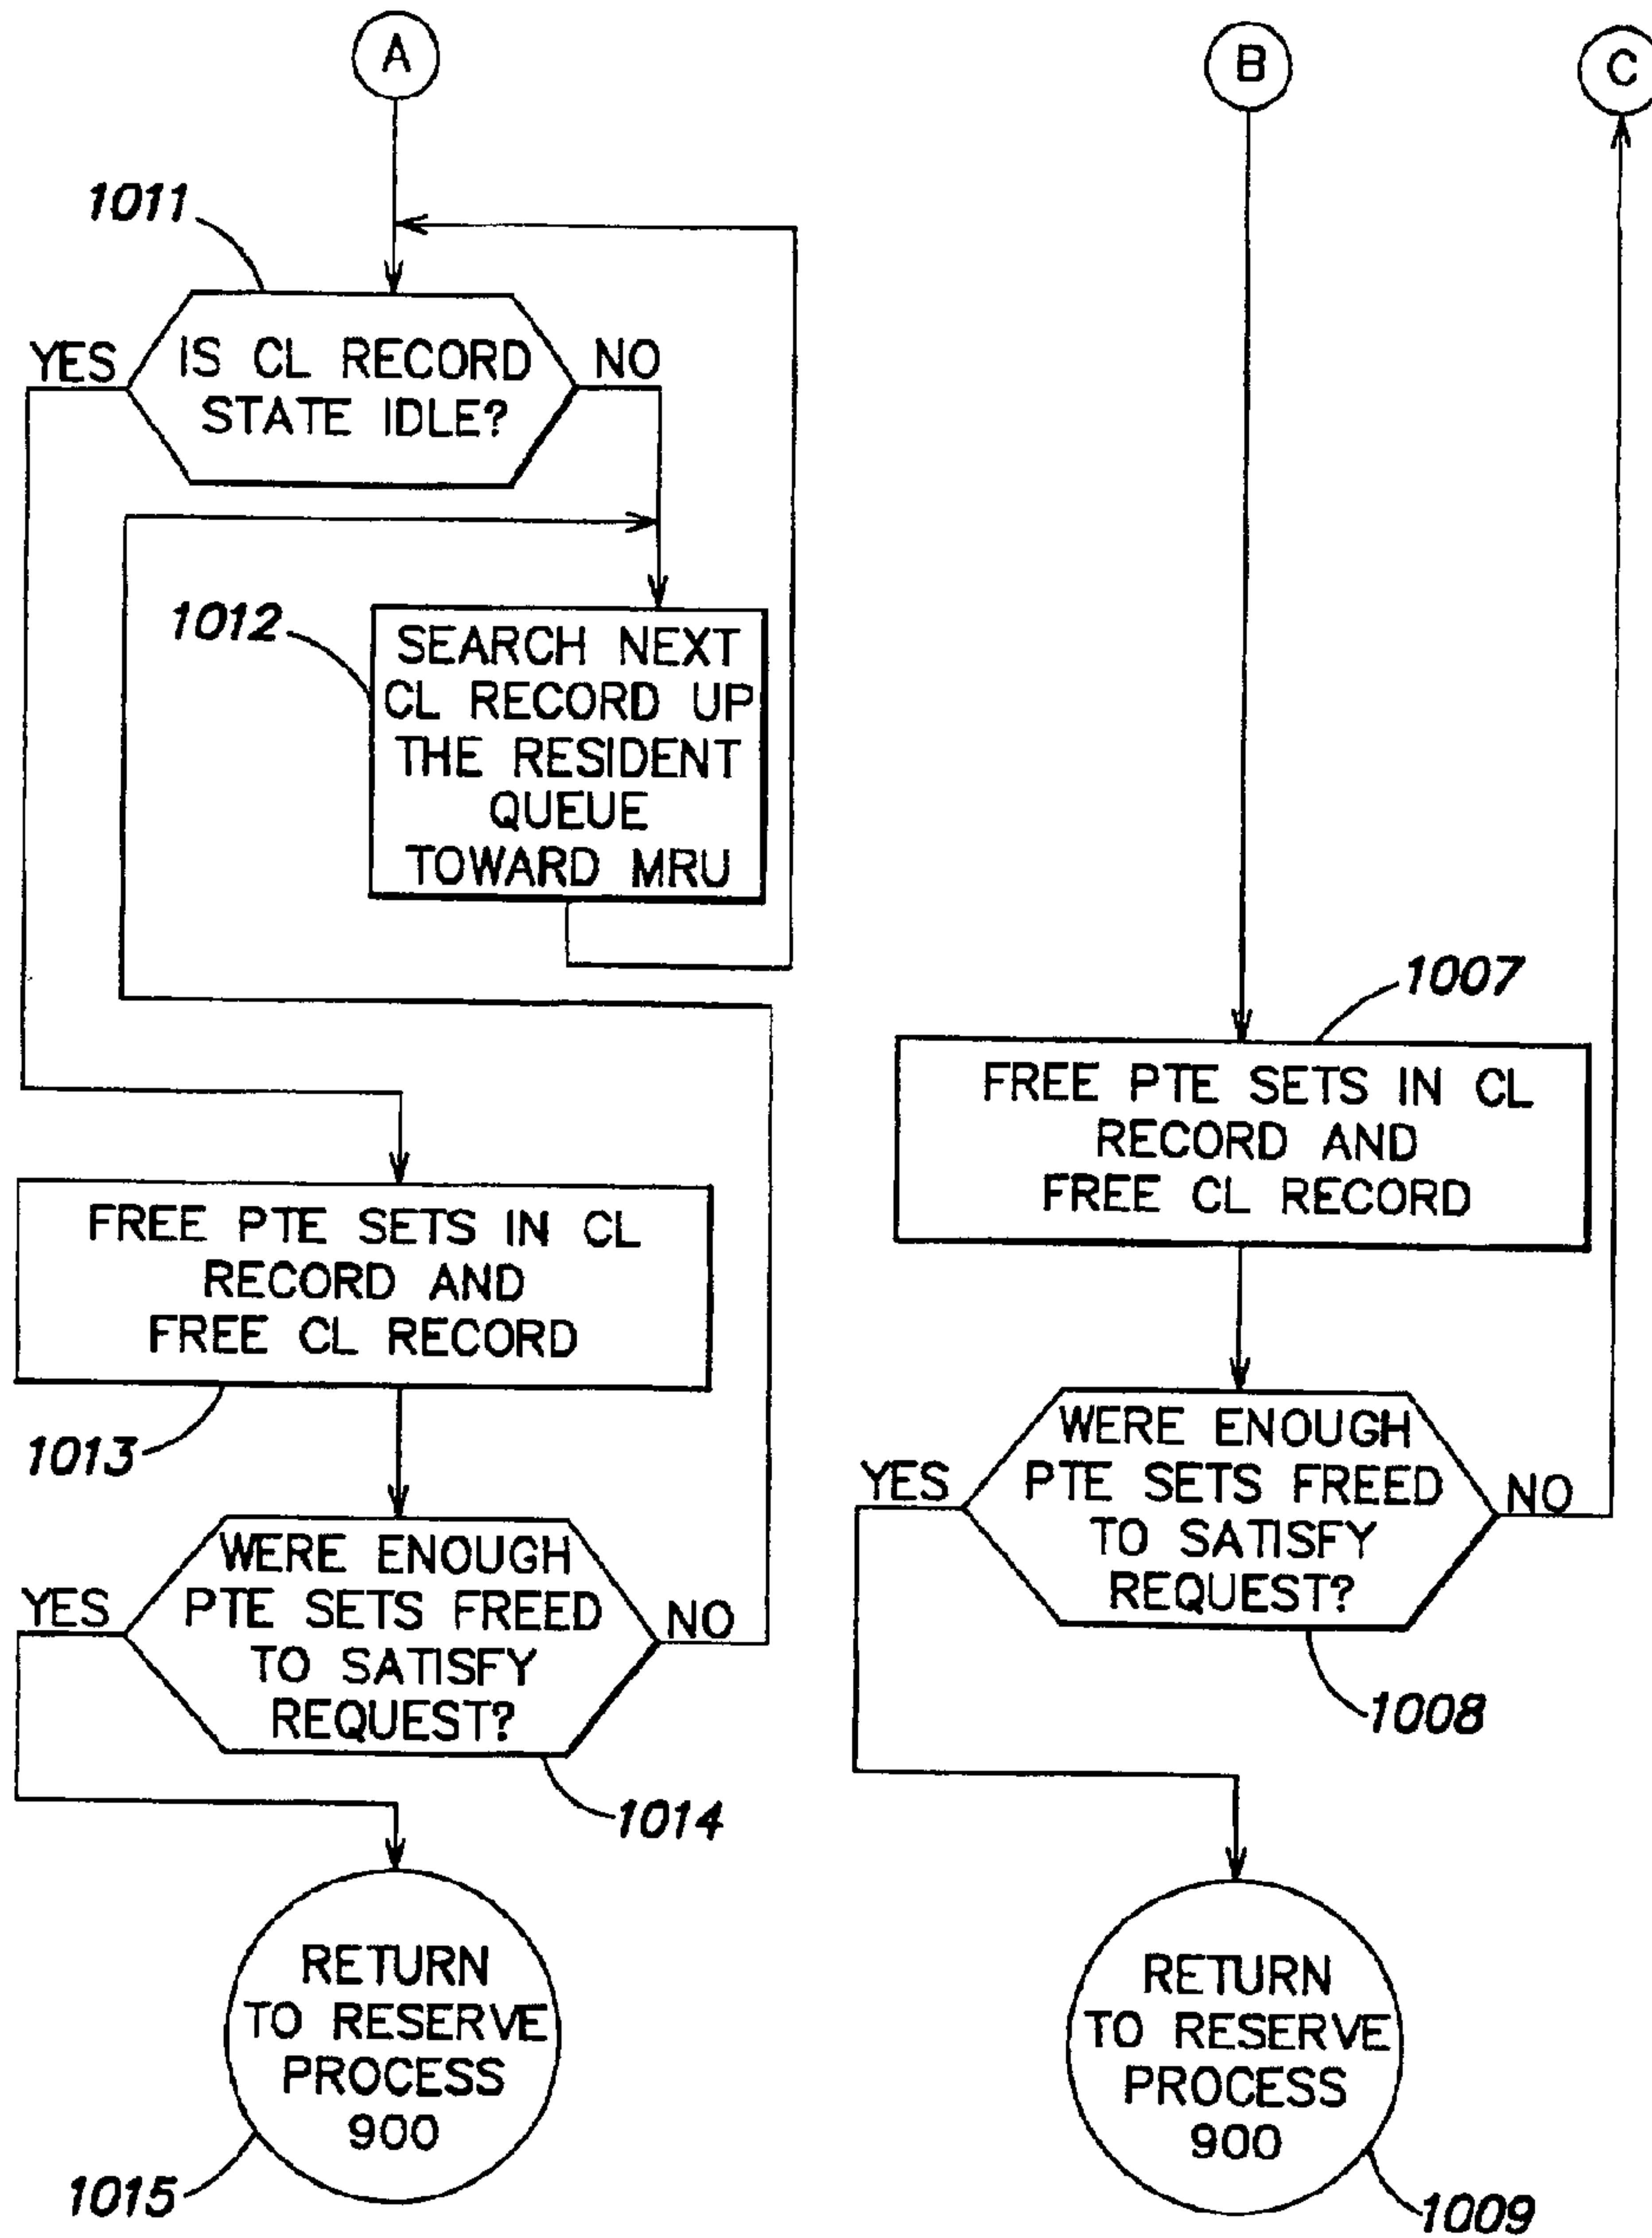 A
B
C
1011
YES
IS CL RECORD
STATE IDLE?
NO
1012
SEARCH NEXT
CL RECORD UP
THE RESIDENT
QUEUE
TOWARD MRU
FREE PTE SETS IN CL
RECORD AND
FREE CL RECORD
1013
YES
WERE ENOUGH
PTE SETS FREED
TO SATISFY
REQUEST?
NO
1014
RETURN
TO RESERVE
PROCESS
900
1015
1007
FREE PTE SETS IN CL
RECORD AND
FREE CL RECORD
YES
WERE ENOUGH
PTE SETS FREED
TO SATISFY
REQUEST?
NO
1008
RETURN
TO RESERVE
PROCESS
900
1009